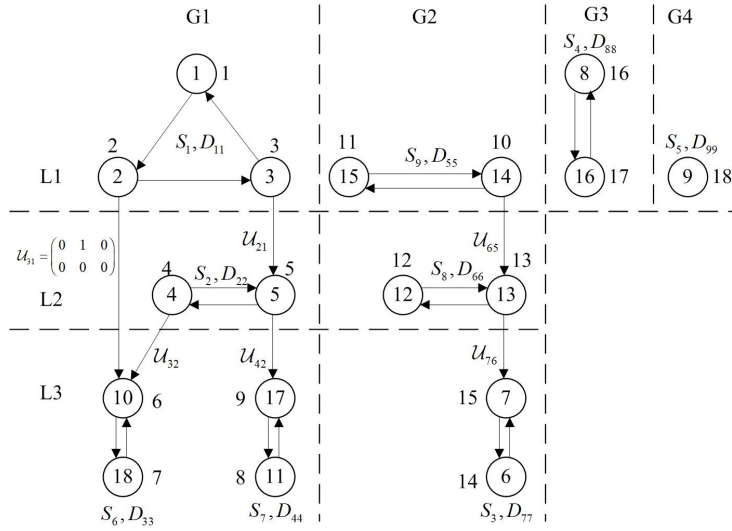 G1 G2 G3 G4
S₄, D₈₈
1 1 8 16
S₁, D₁₁
2 3 11 10
S₉, D₅₅ S₅, D₉₉
L1 2 3 15 14 16 17 9 18
𝒰₃₁ = (0 1 0
0 0 0)
𝒰₂₁ 𝒰₆₅
4 S₂, D₂₂ 5 12 S₈, D₆₆ 13
L2 4 5 12 13
𝒰₃₂ 𝒰₄₂ 𝒰₇₆
L3 10 6 9 17 15 7
18 7 8 11 14 6
S₆, D₃₃ S₇, D₄₄ S₃, D₇₇